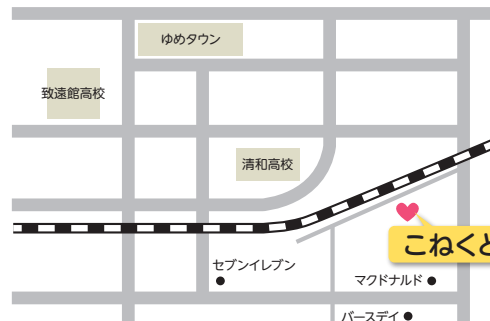 ゆめタウン
致遠館高校
清和高校
こねくと
セブンイレブン
マクドナルド
バースデイ